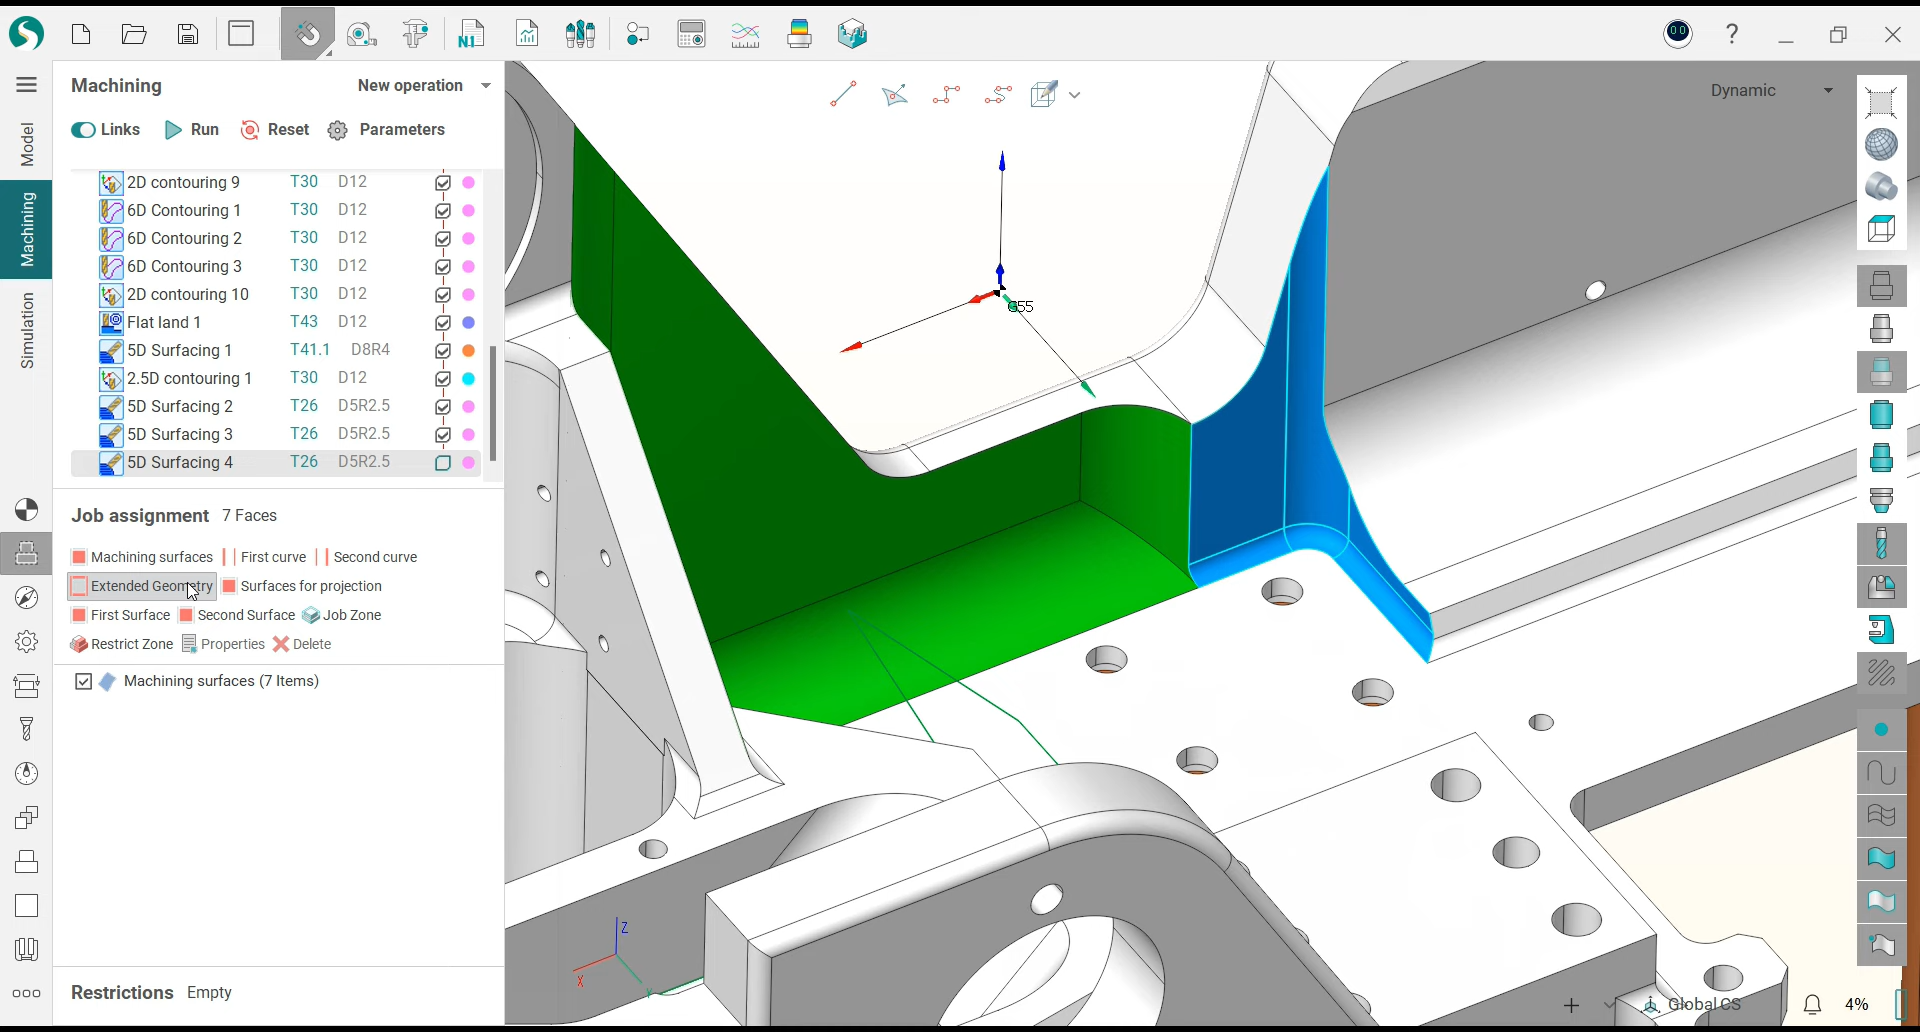 N1
Machining
New operation
Dynamic
Links
Run
Reset
Parameters
Model
Machining
Simulation
2D contouring 9 T30 D12
6D Contouring 1 T30 D12
6D Contouring 2 T30 D12
6D Contouring 3 T30 D12
2D contouring 10 T30 D12
Flat land 1 T43 D12
5D Surfacing 1 T41.1 D8R4
2.5D contouring 1 T30 D12
5D Surfacing 2 T26 D5R2.5
5D Surfacing 3 T26 D5R2.5
5D Surfacing 4 T26 D5R2.5
Job assignment 7 Faces
Machining surfaces First curve Second curve
Extended Geometry Surfaces for projection
First Surface Second Surface Job Zone
Restrict Zone Properties Delete
Machining surfaces (7 Items)
Restrictions Empty
G55
Z
X
Y
Global CS
4%